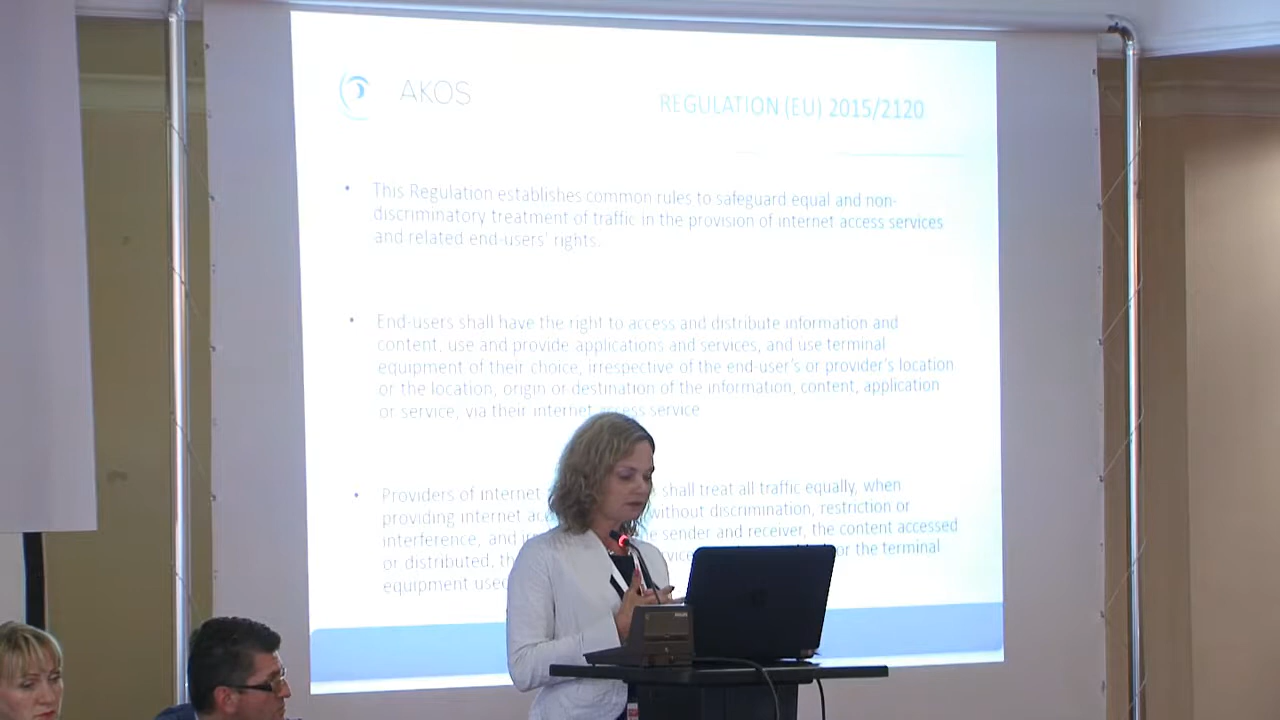 AKOS
REGULATION (EU) 2015/2120
• This Regulation establishes common rules to safeguard equal and non-
discriminatory treatment of traffic in the provision of internet access services
and related end-users' rights.
• End-users shall have the right to access and distribute information and
content, use and provide applications and services, and use terminal
equipment of their choice, irrespective of the end-user's or provider's location
or the location, origin or destination of the information, content, application
or service, via their internet access service
• Providers of internet shall treat all traffic equally, when
providing internet without discrimination, restriction or
interference, and sender and receiver, the content accessed
or distributed, or the terminal
equipment